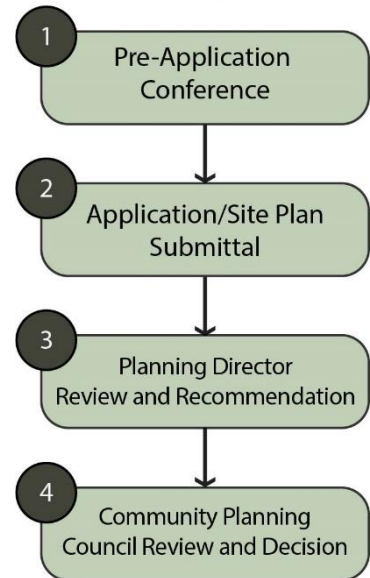 1
Pre-Application
Conference
2
Application/Site Plan
Submittal
3
Planning Director
Review and Recommendation
4
Community Planning
Council Review and Decision